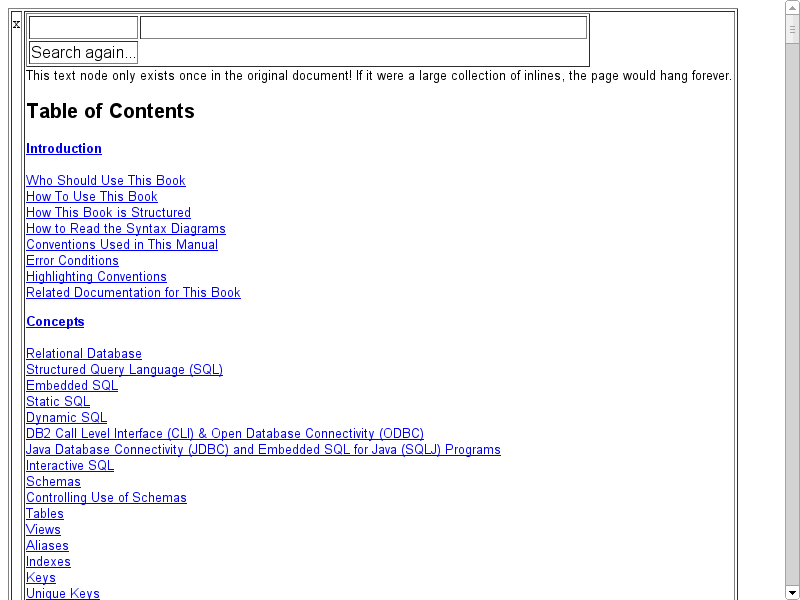 x
Search again...
This text node only exists once in the original document! If it were a large collection of inlines, the page would hang forever.
Table of Contents
Introduction
Who Should Use This Book
How To Use This Book
How This Book is Structured
How to Read the Syntax Diagrams
Conventions Used in This Manual
Error Conditions
Highlighting Conventions
Related Documentation for This Book
Concepts
Relational Database
Structured Query Language (SQL)
Embedded SQL
Static SQL
Dynamic SQL
DB2 Call Level Interface (CLI) & Open Database Connectivity (ODBC)
Java Database Connectivity (JDBC) and Embedded SQL for Java (SQLJ) Programs
Interactive SQL
Schemas
Controlling Use of Schemas
Tables
Views
Aliases
Indexes
Keys
Unique Keys